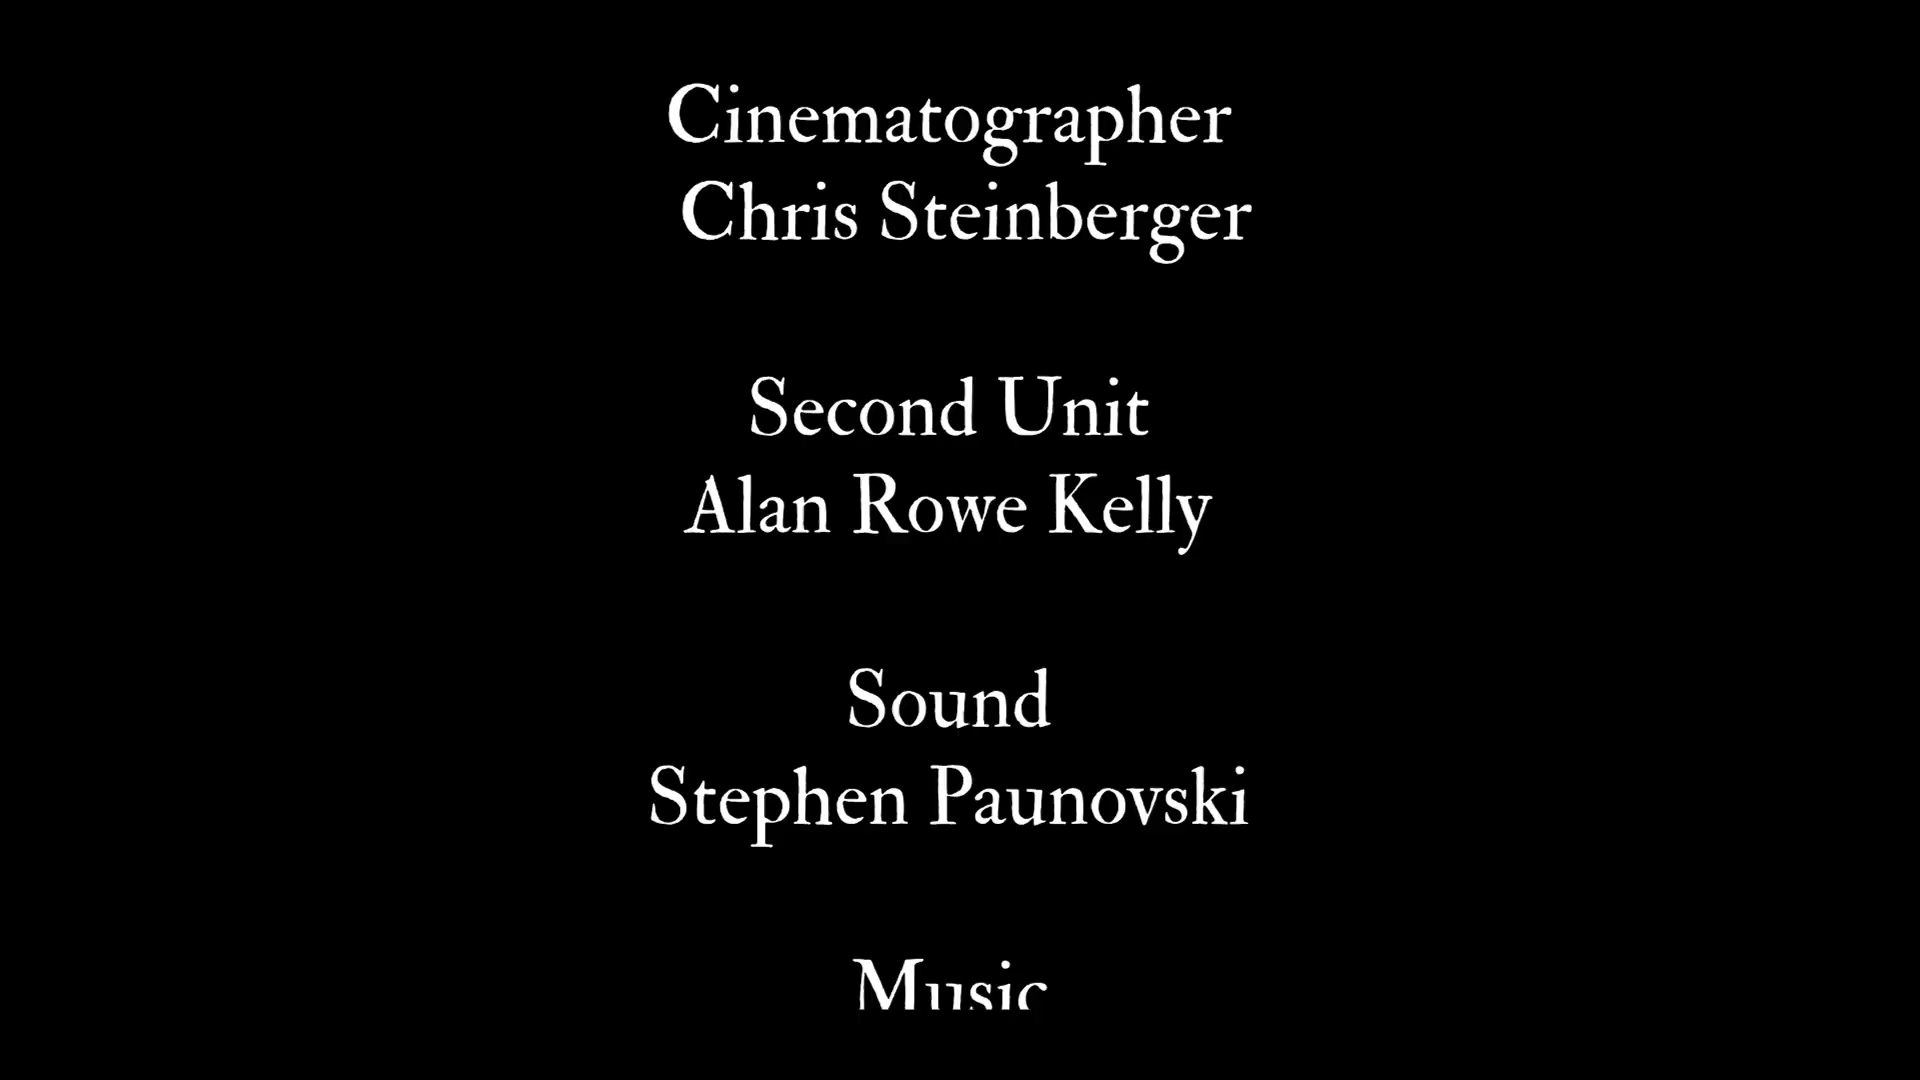 Cinematographer
Chris Steinberger
Second Unit
Alan Rowe Kelly
Sound
Stephen Paunovski
Music